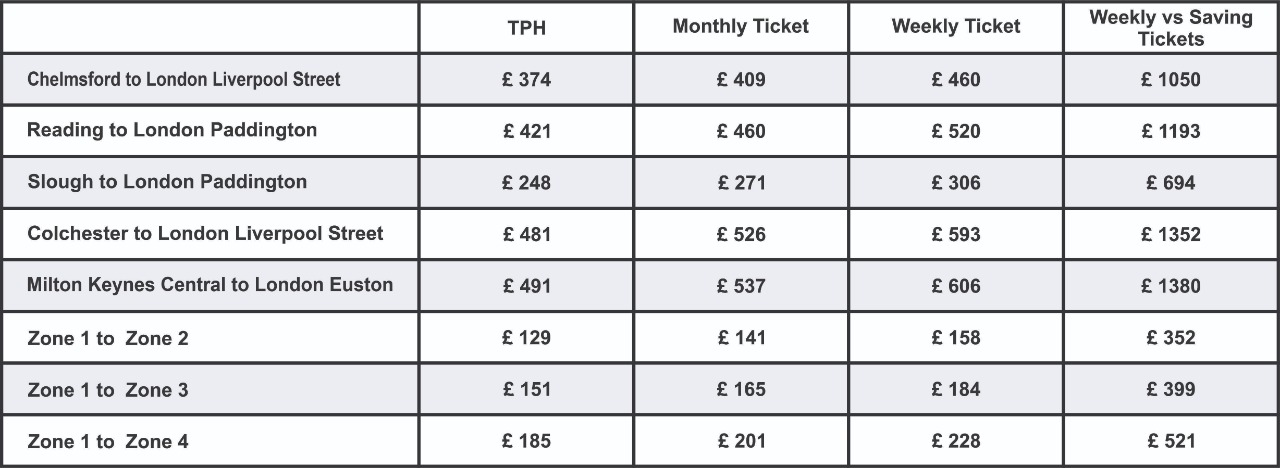 TPH Monthly Ticket Weekly Ticket Weekly vs Saving
Tickets
Chelmsford to London Liverpool Street £ 374 £ 409 £ 460 £ 1050
Reading to London Paddington £ 421 £ 460 £ 520 £ 1193
Slough to London Paddington £ 248 £ 271 £ 306 £ 694
Colchester to London Liverpool Street £ 481 £ 526 £ 593 £ 1352
Milton Keynes Central to London Euston £ 491 £ 537 £ 606 £ 1380
Zone 1 to Zone 2 £ 129 £ 141 £ 158 £ 352
Zone 1 to Zone 3 £ 151 £ 165 £ 184 £ 399
Zone 1 to Zone 4 £ 185 £ 201 £ 228 £ 521